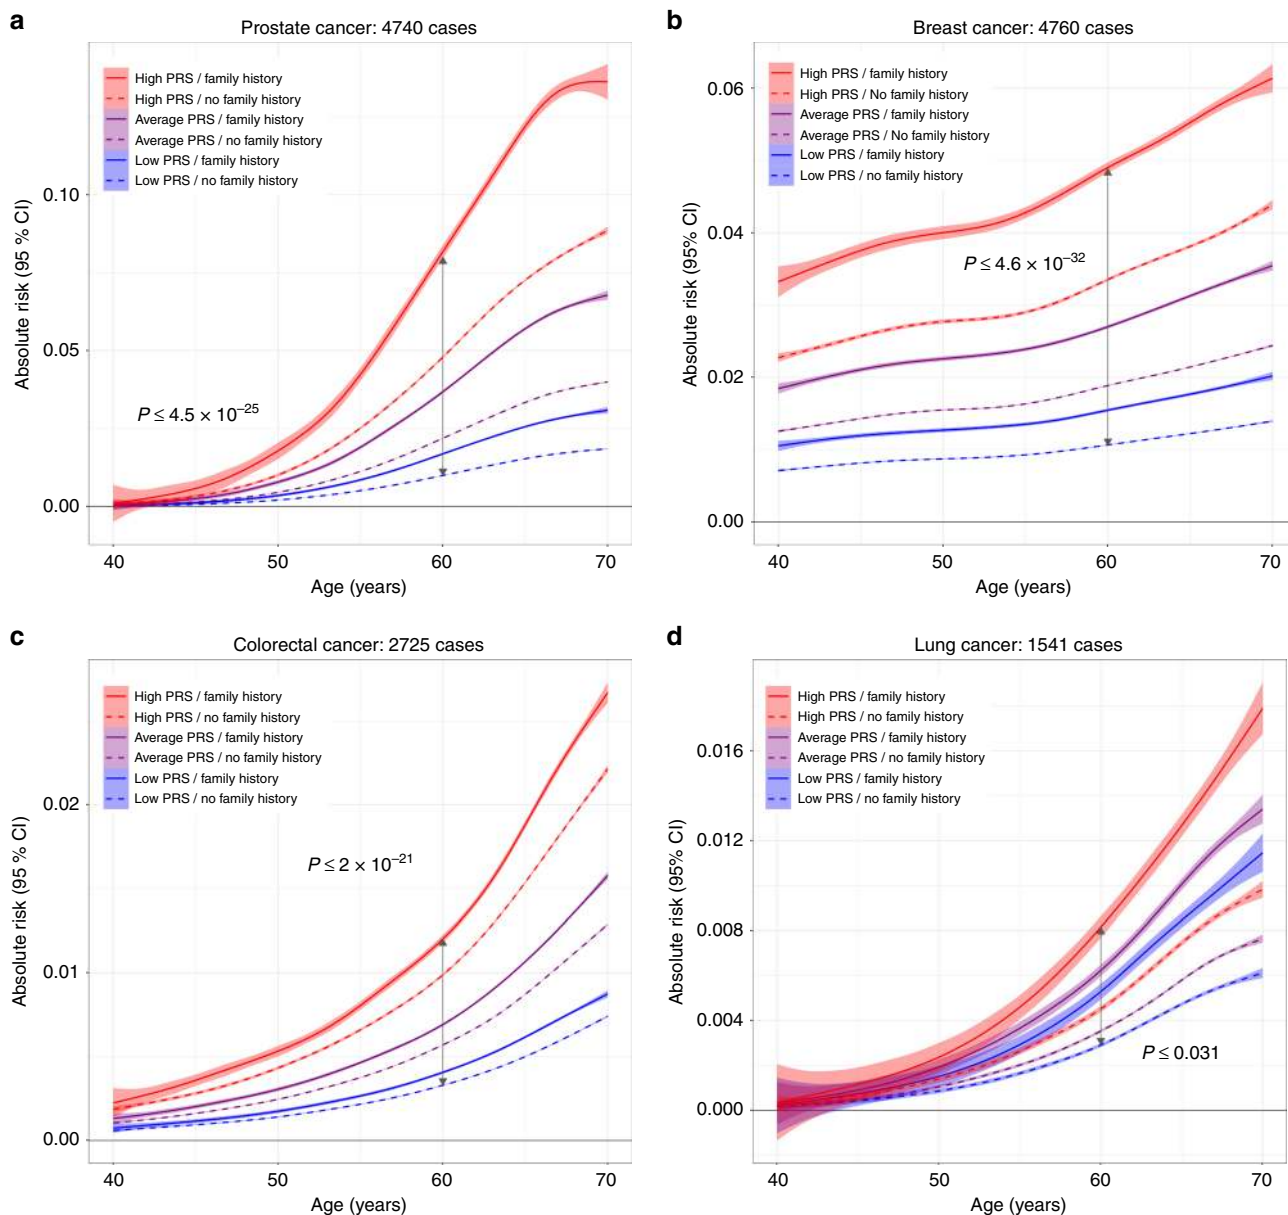 a
Prostate cancer: 4740 cases
High PRS / family history
High PRS / no family history
Average PRS / family history
Average PRS / no family history
Low PRS / family history
Low PRS / no family history
P ≤ 4.5 × 10⁻²⁵
Absolute risk (95 % CI)
0.10
0.05
0.00
40 50 60 70
Age (years)
b
Breast cancer: 4760 cases
High PRS / family history
High PRS / No family history
Average PRS / family history
Average PRS / No family history
Low PRS / family history
Low PRS / no family history
P ≤ 4.6 × 10⁻³²
Absolute risk (95% CI)
0.06
0.04
0.02
0.00
40 50 60 70
Age (years)
c
Colorectal cancer: 2725 cases
High PRS / family history
High PRS / no family history
Average PRS / family history
Average PRS / no family history
Low PRS / family history
Low PRS / no family history
P ≤ 2 × 10⁻²¹
Absolute risk (95 % CI)
0.02
0.01
0.00
40 50 60 70
Age (years)
d
Lung cancer: 1541 cases
High PRS / family history
High PRS / no family history
Average PRS / family history
Average PRS / no family history
Low PRS / family history
Low PRS / no family history
P ≤ 0.031
Absolute risk (95% CI)
0.016
0.012
0.008
0.004
0.000
40 50 60 70
Age (years)